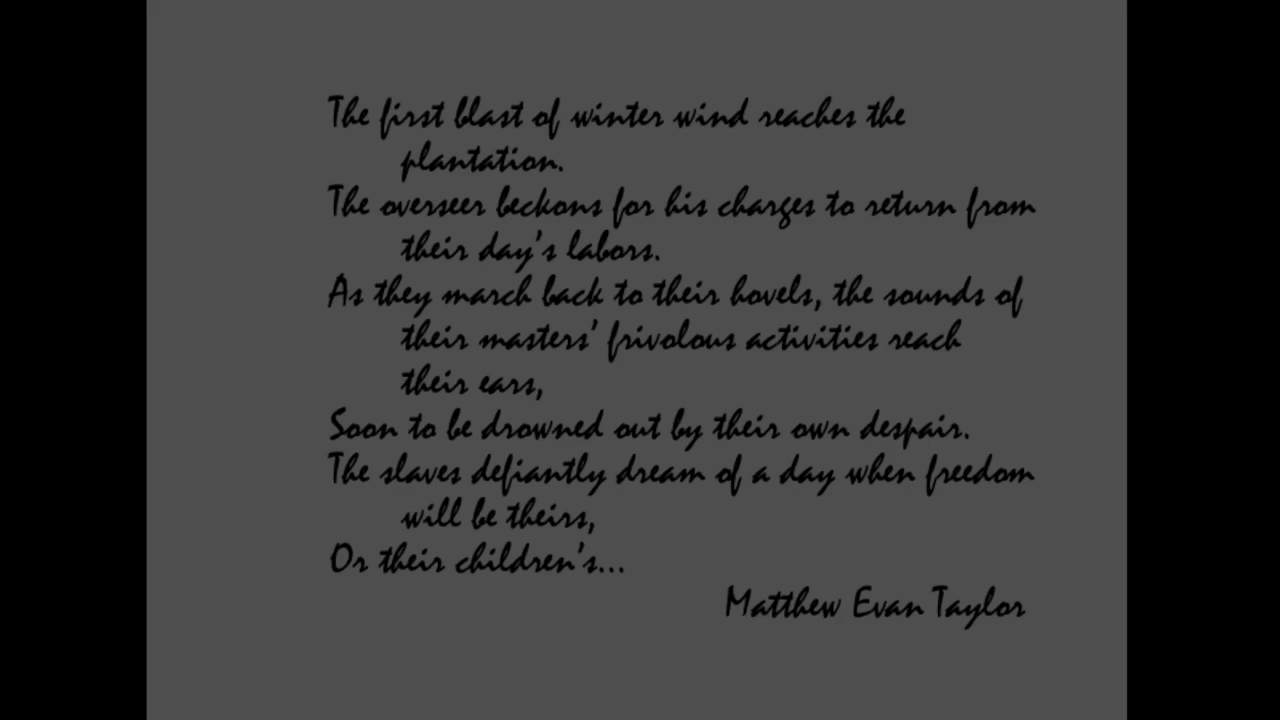 The first blast of winter wind reaches the
plantation.
The overseer beckons for his charges to return from
their day's labors.
As they march back to their hovels, the sounds of
their masters' frivolous activities reach
their ears,
Soon to be drowned out by their own despair.
The slaves defiantly dream of a day when freedom
will be theirs,
Or their children's...
Matthew Evan Taylor